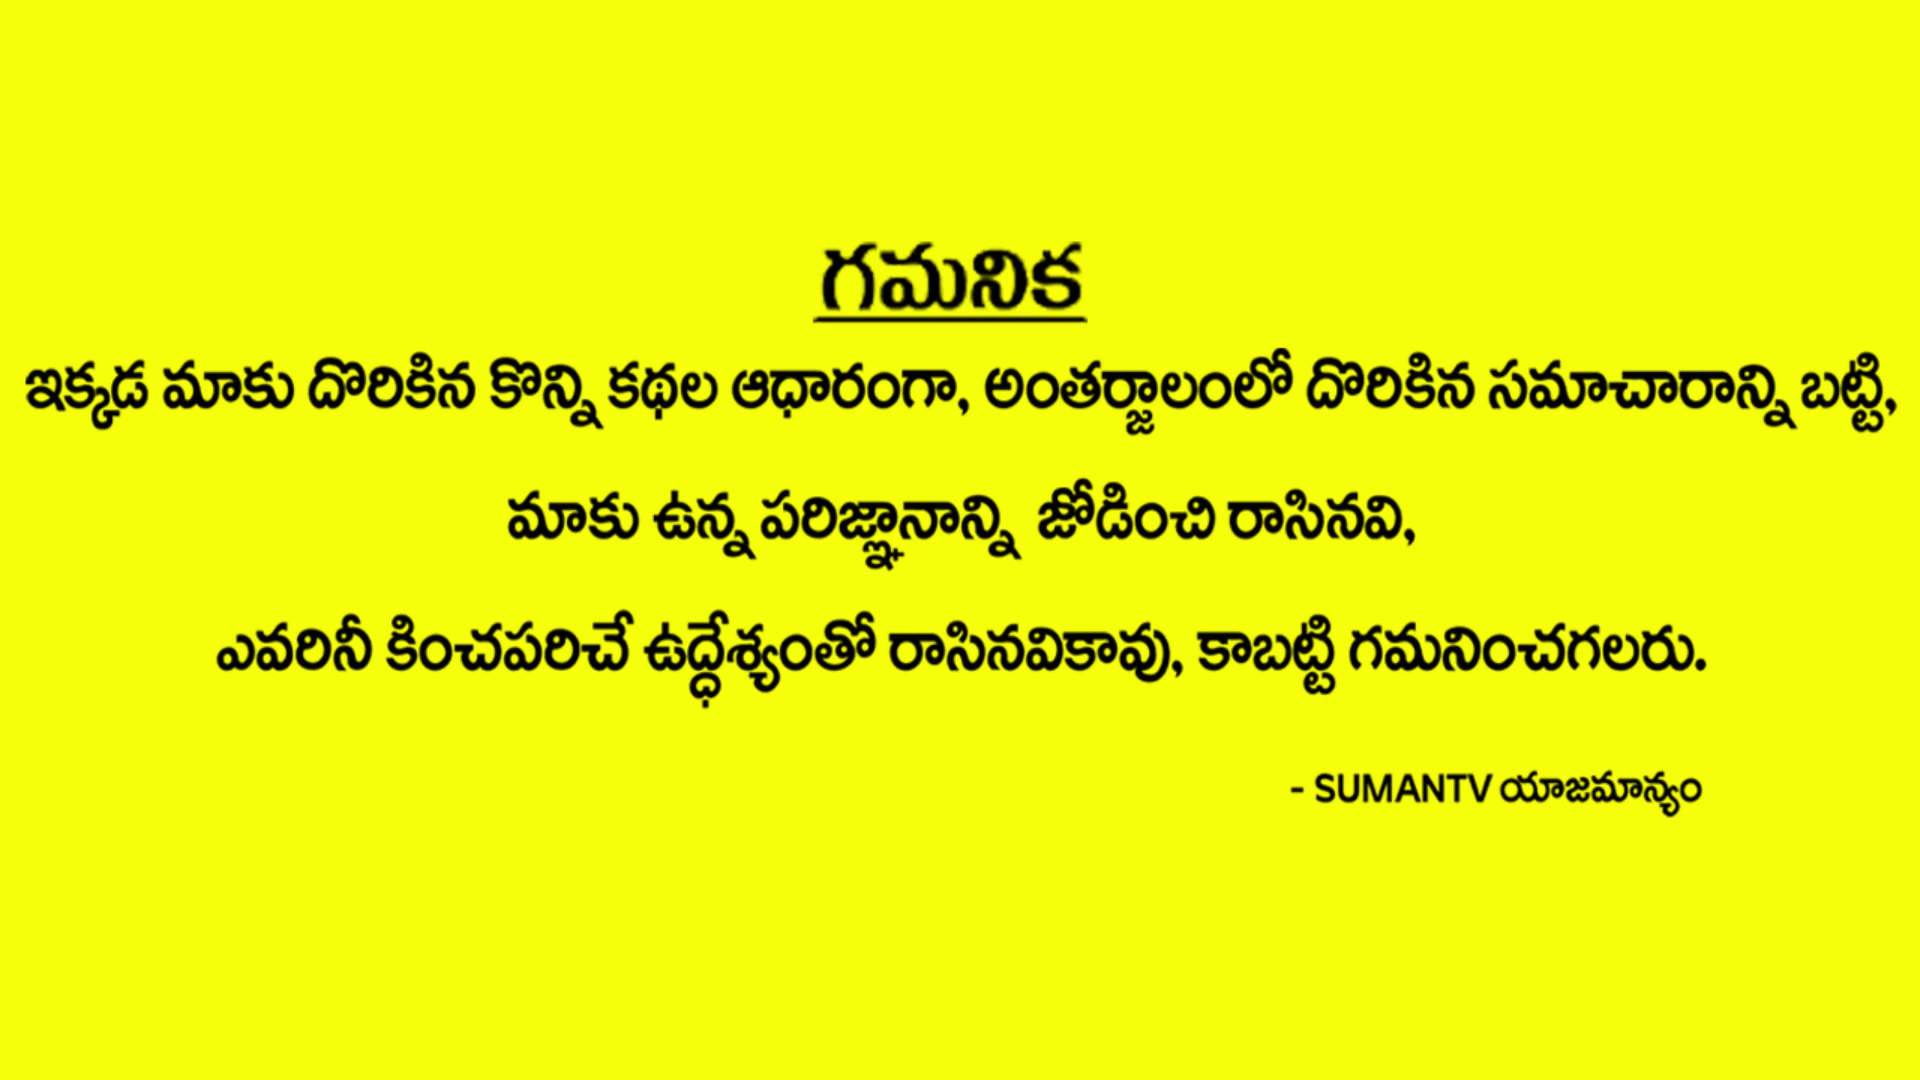 గమనిక
ఇక్కడ మాకు దొరికిన కొన్ని కథల ఆధారంగా, అంతర్జాలంలో దొరికిన సమాచారాన్ని బట్టి,
మాకు ఉన్న పరిజ్ఞానాన్ని జోడించి రాసినవి,
ఎవరినీ కించపరిచే ఉద్ధేశ్యంతో రాసినవికావు, కాబట్టి గమనించగలరు.
- SUMANTV యాజమాన్యం